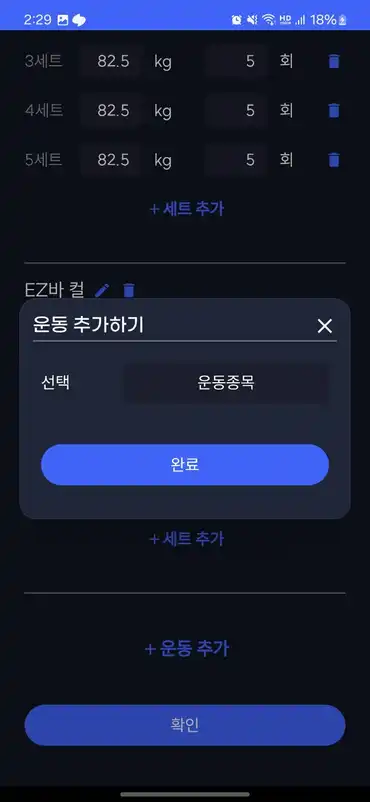 2:29 HD 18%
3세트 82.5 kg 5 회
4세트 82.5 kg 5 회
5세트 82.5 kg 5 회
+ 세트 추가
EZ바 컬
운동 추가하기
선택 운동종목
완료
+ 세트 추가
+ 운동 추가
확인